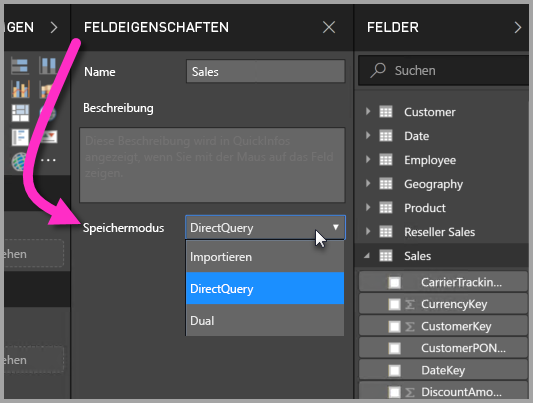 GEN
FELDEIGENSCHAFTEN
FELDER
Name
Sales
Suchen
Beschreibung
Diese Beschreibung wird in QuickInfos
angezeigt, wenn Sie mit der Maus auf das Feld
zeigen
Speichermodus
DirectQuery
Importieren
DirectQuery
Dual
ehen
ehen
Customer
Date
Employee
Geography
Product
Reseller Sales
Sales
CarrierTrackin...
CurrencyKey
CustomerKey
CustomerPON...
DateKey
DiscountAmo...